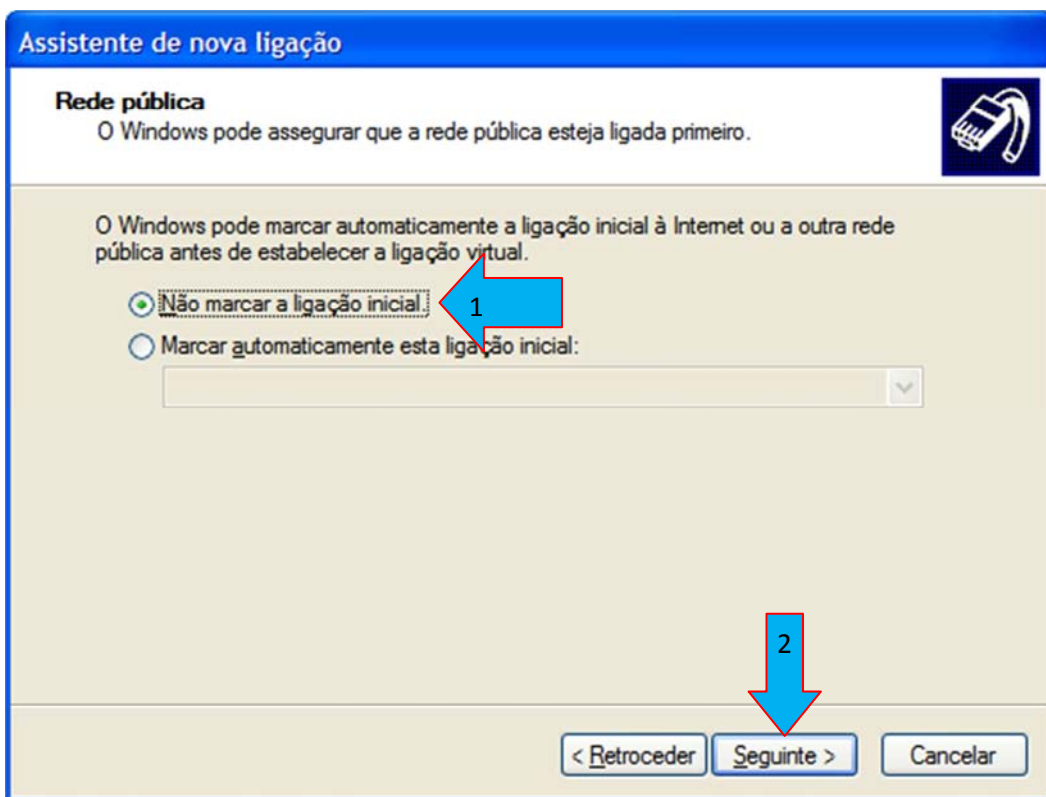 Assistente de nova ligação
Rede pública
O Windows pode assegurar que a rede pública esteja ligada primeiro.
O Windows pode marcar automaticamente a ligação inicial à Internet ou a outra rede
pública antes de estabelecer a ligação virtual.
Não marcar a ligação inicial.
1
Marcar automaticamente esta ligação inicial:
2
< Retroceder
Seguinte >
Cancelar